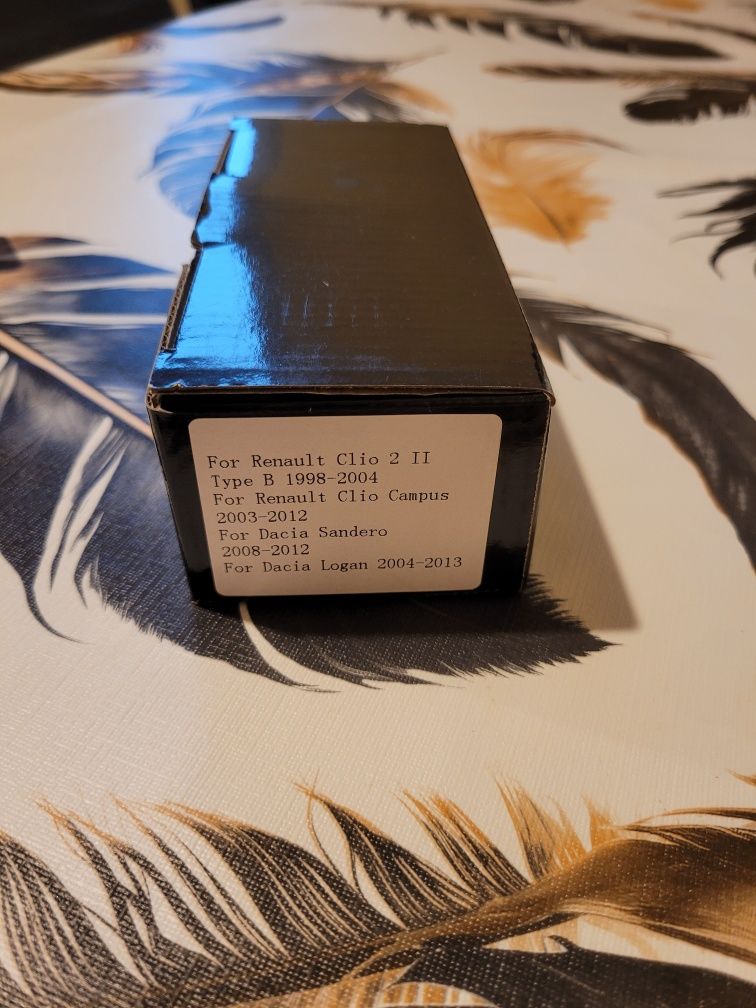 For Renault Clio 2 II
Type B 1998-2004
For Renault Clio Campus
2003-2012
For Dacia Sandero
2008-2012
For Dacia Logan 2004-2013